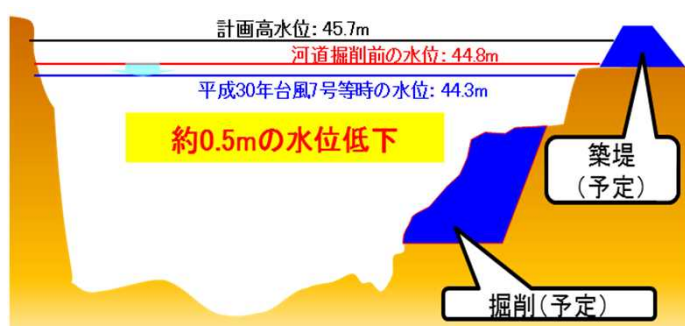 計画高水位：45.7m
河道掘削前の水位：44.8m
平成30年台風7号等時の水位：44.3m
約0.5mの水位低下
築堤
（予定）
掘削（予定）